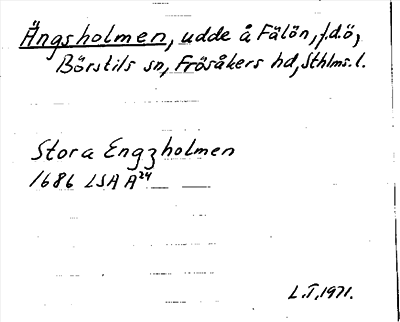 Ängsholmen, udde å Fälön, f.d.ö,
Börstils sn, Frösåkers hd, Sthlms. l.
Stora Engzholmen
1686 LSA A24
L.I. 1971.